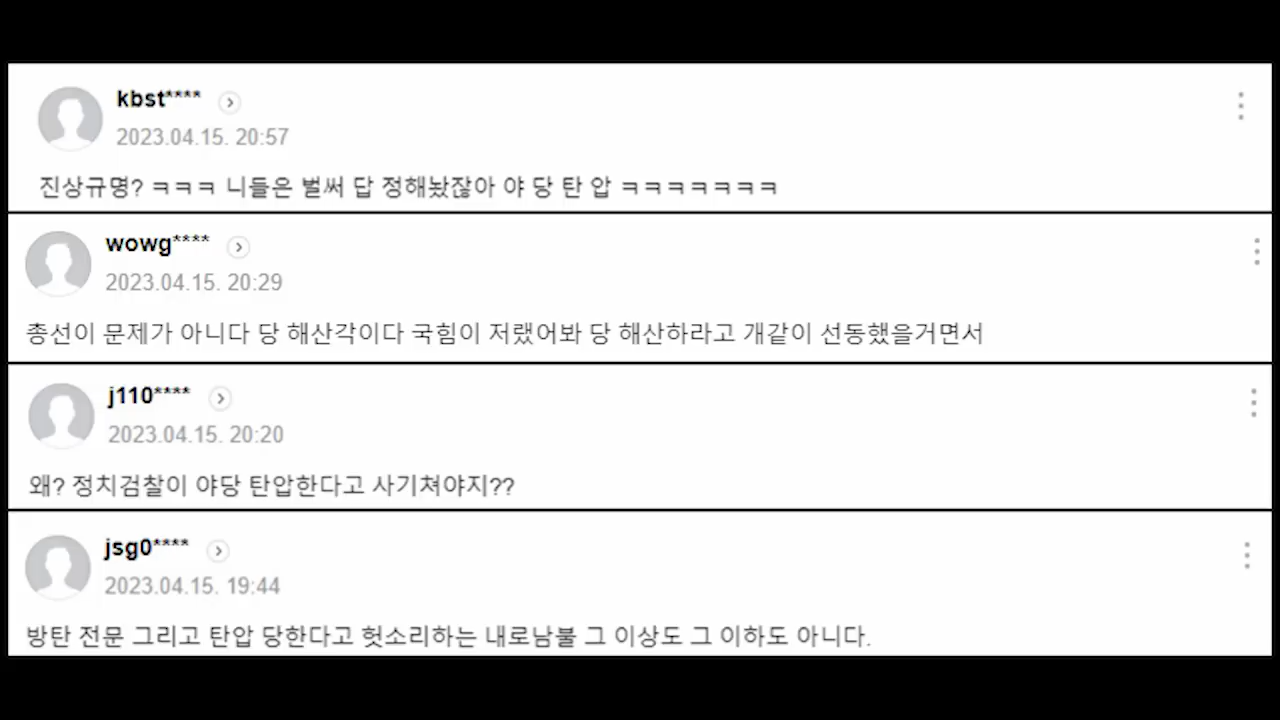 kbst****
2023.04.15. 20:57
진상규명? ㅋㅋㅋ 니들은 벌써 답 정해놨잖아 야 당 탄 압 ㅋㅋㅋㅋㅋㅋㅋ
wowg****
2023.04.15. 20:29
총선이 문제가 아니다 당 해산각이다 국힘이 저랬어봐 당 해산하라고 개같이 선동했을거면서
j110****
2023.04.15. 20:20
왜? 정치검찰이 야당 탄압한다고 사기쳐야지??
jsg0****
2023.04.15. 19:44
방탄 전문 그리고 탄압 당한다고 헛소리하는 내로남불 그 이상도 그 이하도 아니다.